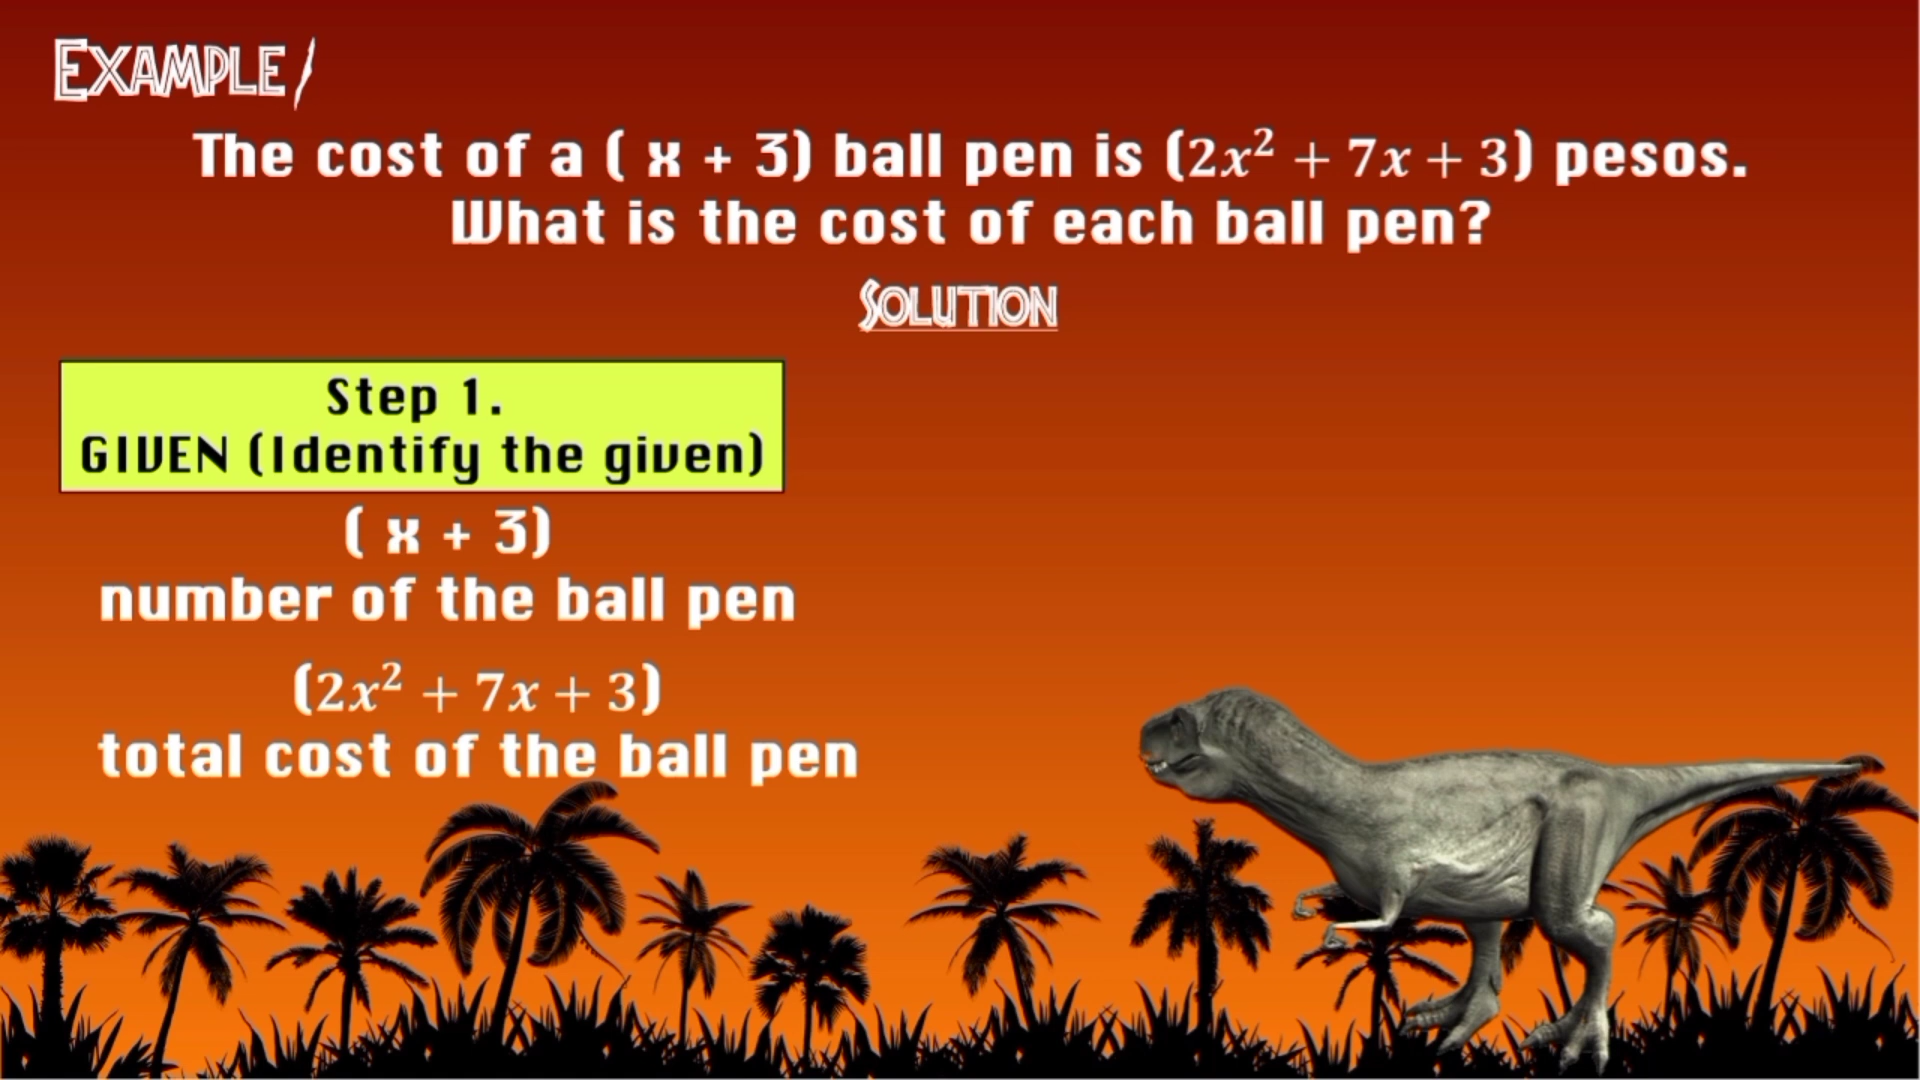 EXAMPLE/
The cost of a ( x + 3) ball pen is (2x² + 7x + 3) pesos.
What is the cost of each ball pen?
SOLUTION
Step 1.
GIVEN (Identify the given)
( x + 3)
number of the ball pen
(2x² + 7x + 3)
total cost of the ball pen